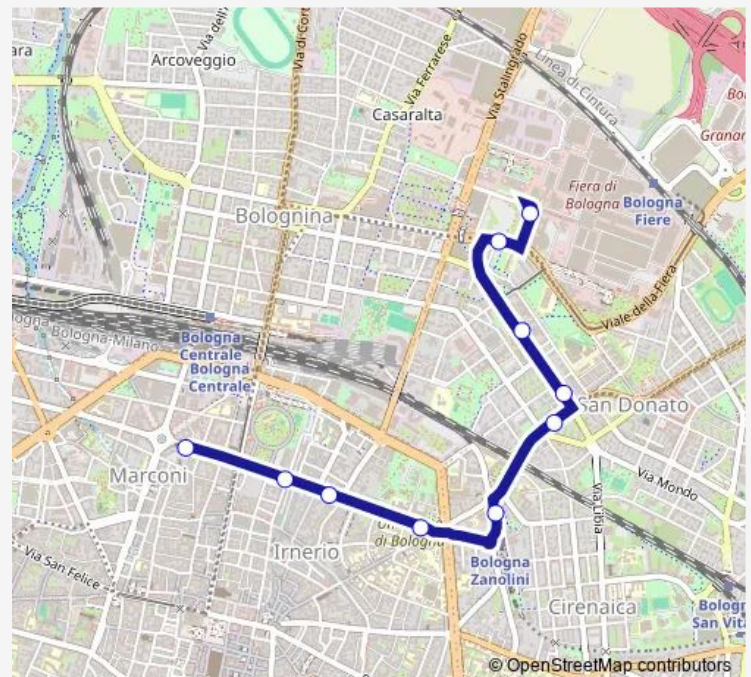 Arcoveggio
Via di Cor
Via Ferrarese
Via Stalingrado
Linea di Cintura
Casaralta
Granar
Fiera di
Bologna
Bologna
Fiere
Bolognina
Viale della Fiera
Bologna-Milano
Bologna
Centrale
Bologna
Centrale
San Donato
Marconi
Via Mondo
Via Libia
Irnerio
di Bologna
Via San Felice
Bologna
Zanolini
Cirenaica
Bologn
San Vita
© OpenStreetMap contributors